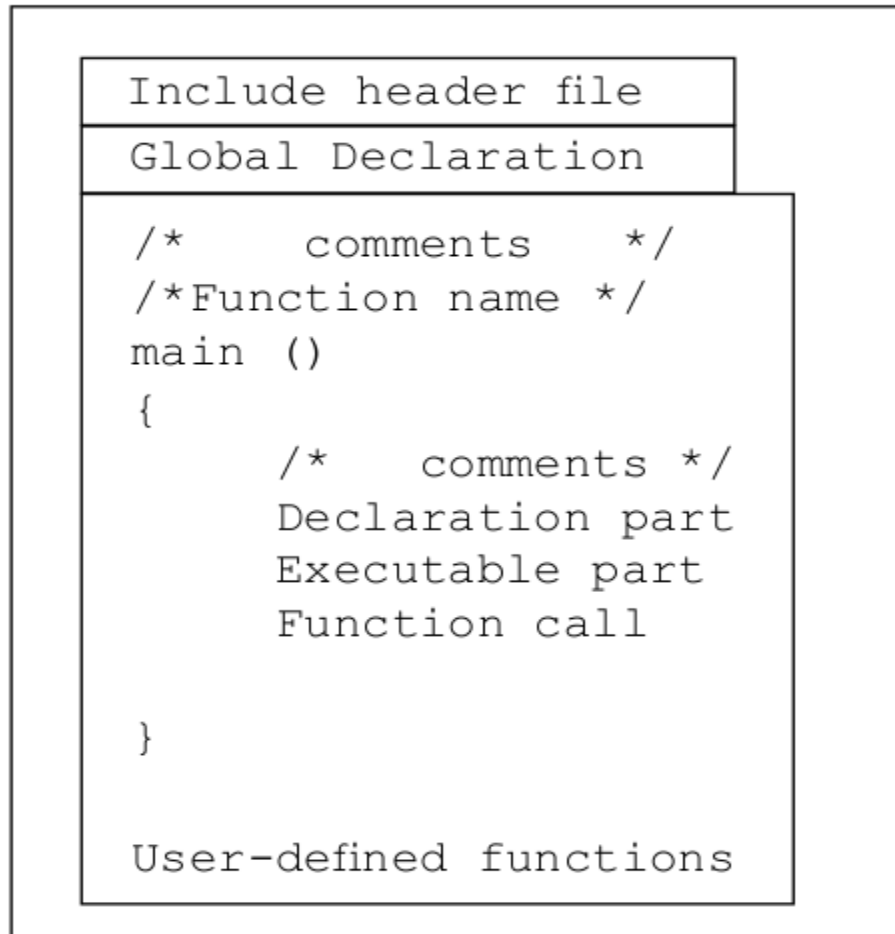 Include header file
Global Declaration
/* comments */
/*Function name */
main ()
{
/* comments */
Declaration part
Executable part
Function call
}
User-defined functions